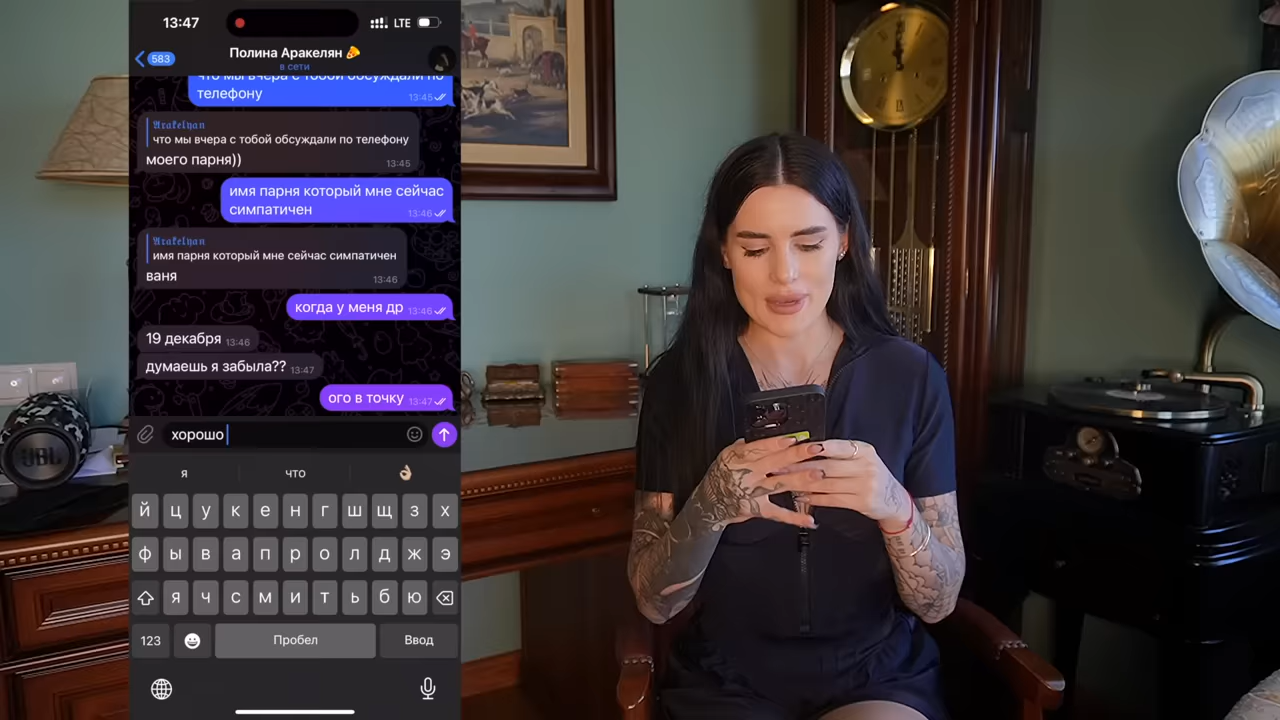 13:47
LTE
583
Полина Аракелян 🍕
в сети
что мы вчера с тобой обсуждали по
телефону
13:45
Arakelyan
что мы вчера с тобой обсуждали по телефону
моего парня))
13:45
имя парня который мне сейчас
симпатичен
13:46
Arakelyan
имя парня который мне сейчас симпатичен
ваня
13:46
когда у меня др 13:46
19 декабря 13:46
думаешь я забыла?? 13:47
ого в точку 13:47
хорошо
я что 👌🏻
й ц у к е н г ш щ з х
ф ы в а п р о л д ж э
я ч с м и т ь б ю
123 Пробел Ввод
JBL